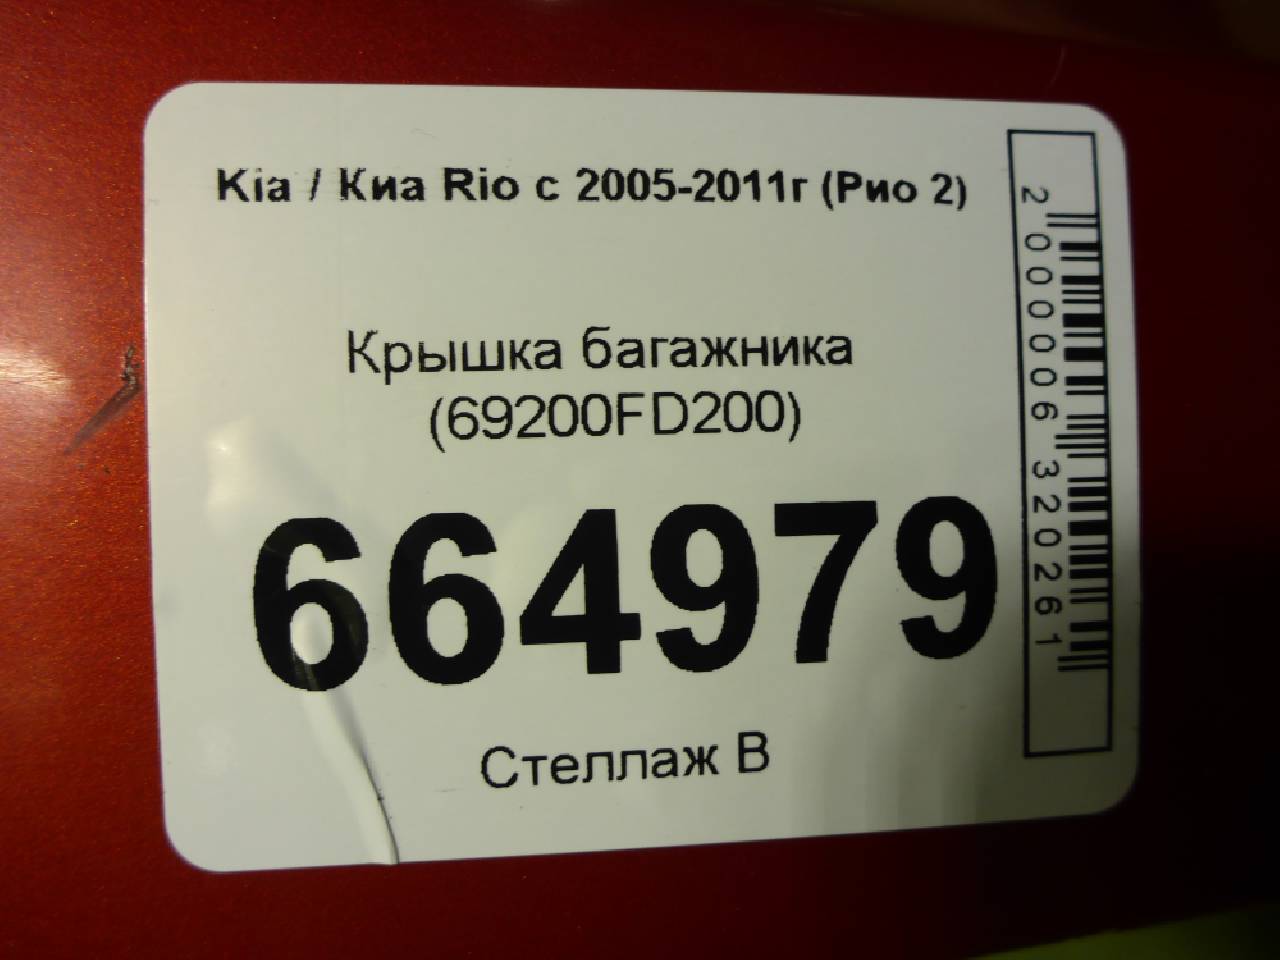 Kia / Киа Rio с 2005-2011г (Рио 2)
Крышка багажника
(69200FD200)
664979
Стеллаж В
2000006320261